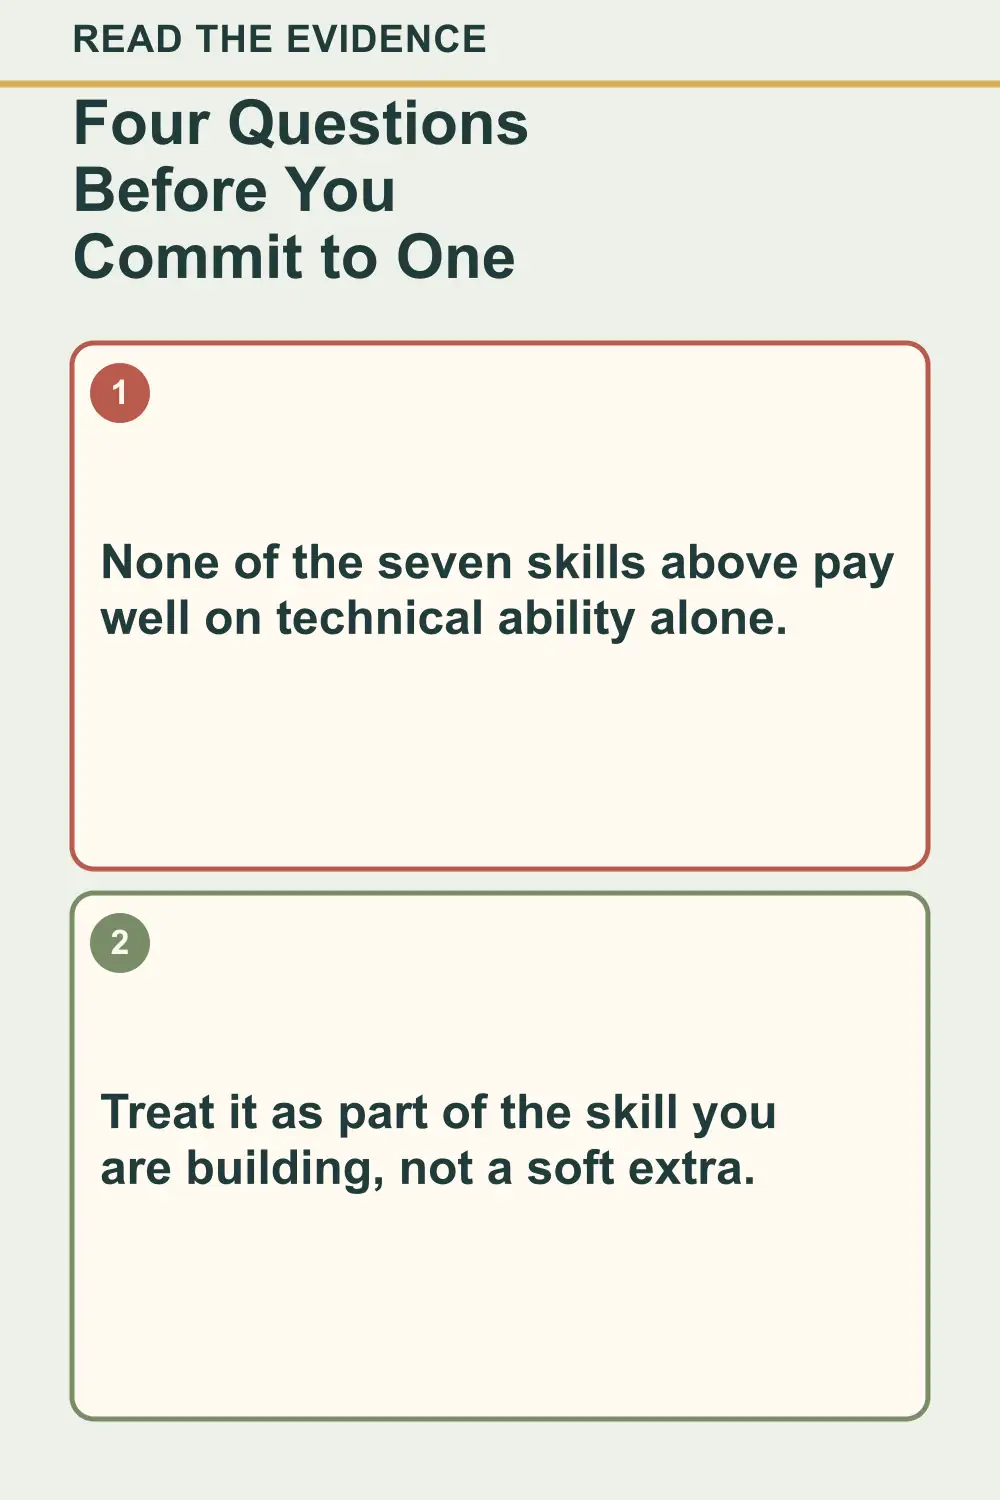 READ THE EVIDENCE
Four Questions
Before You
Commit to One
1
None of the seven skills above pay
well on technical ability alone.
2
Treat it as part of the skill you
are building, not a soft extra.